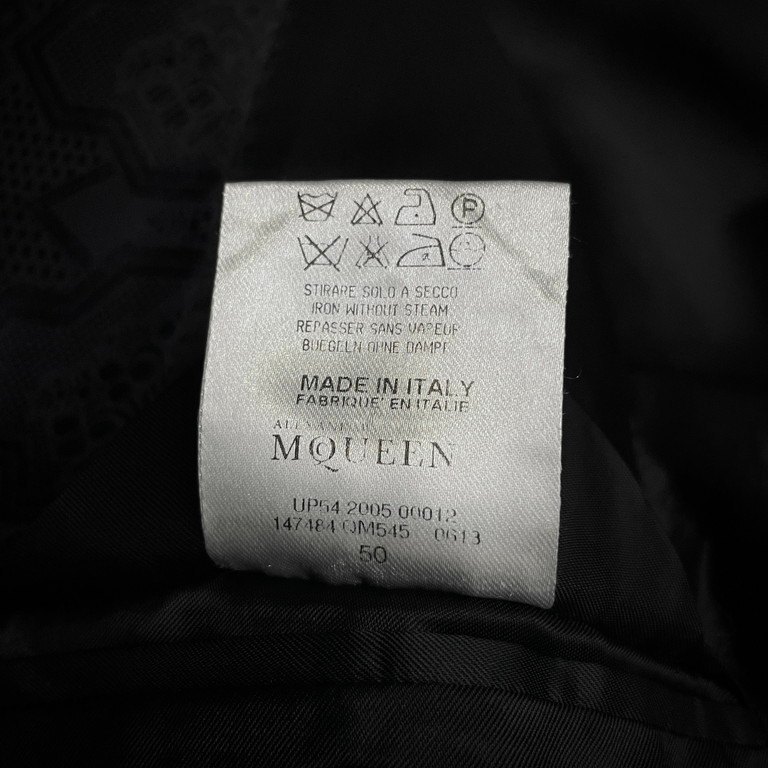 P
STIRARE SOLO A SECCO
IRON WITHOUT STEAM
REPASSER SANS VAPEUR
BUEGELN OHNE DAMPF
MADE IN ITALY
FABRIQUE' EN ITALIE
ALEXANDER
MCQUEEN
UP54 2005 00012
147484 QM545 0613
50